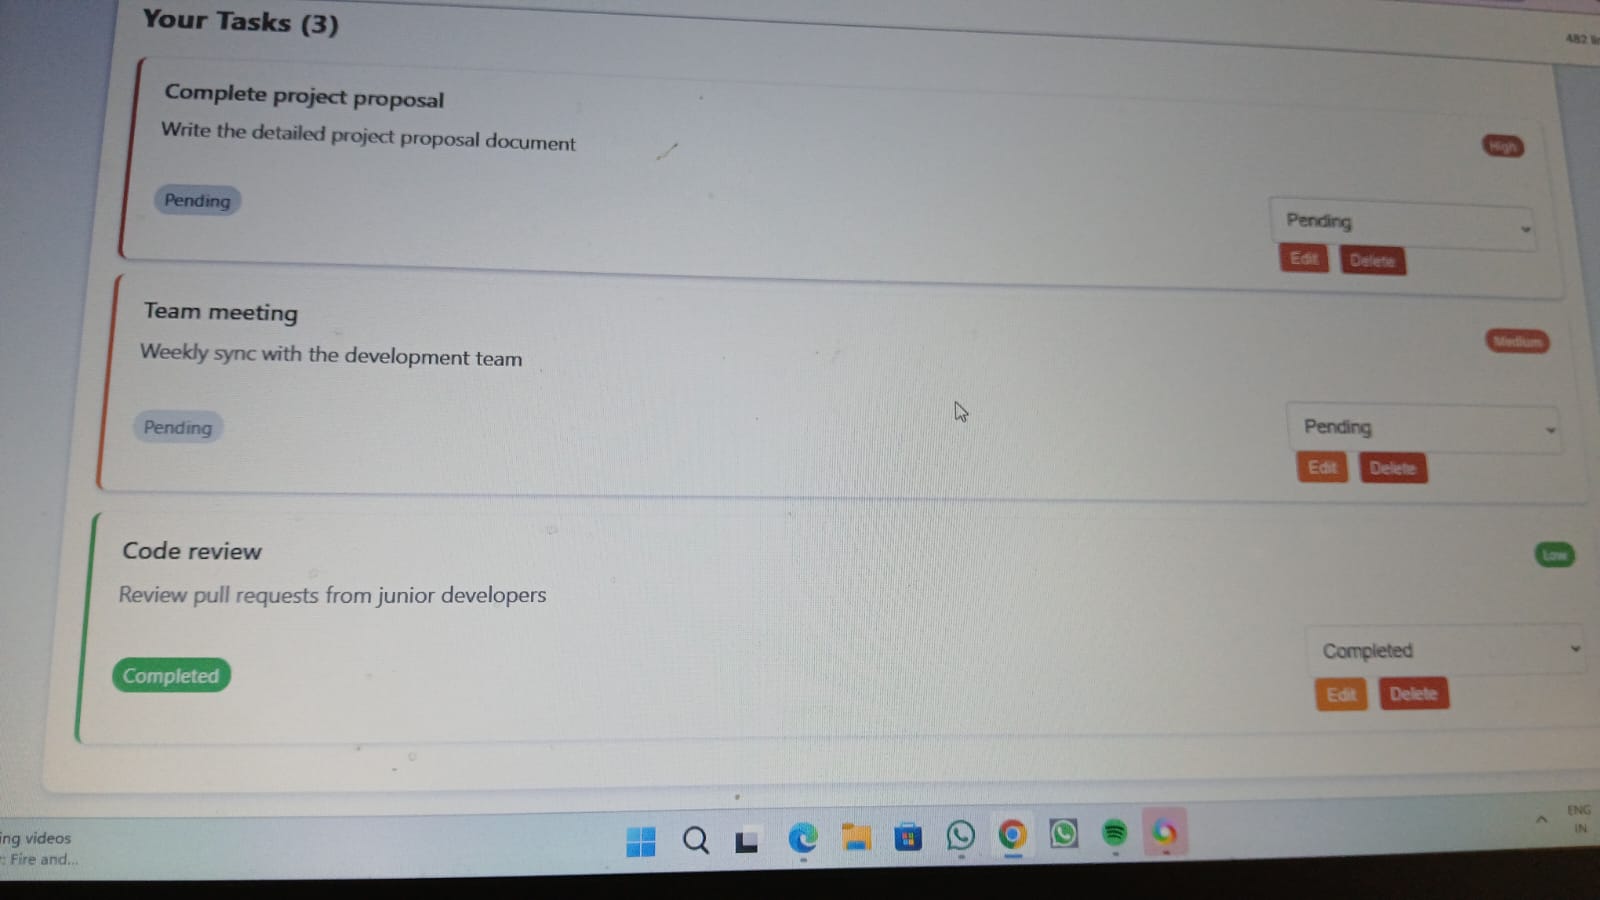 Your Tasks (3)
482 li
Complete project proposal
Write the detailed project proposal document
High
Pending
Pending
Edit Delete
Team meeting
Weekly sync with the development team
Medium
Pending
Pending
Edit Delete
Code review
Review pull requests from junior developers
Low
Completed
Completed
Edit Delete
ing videos
: Fire and...
ENG
IN